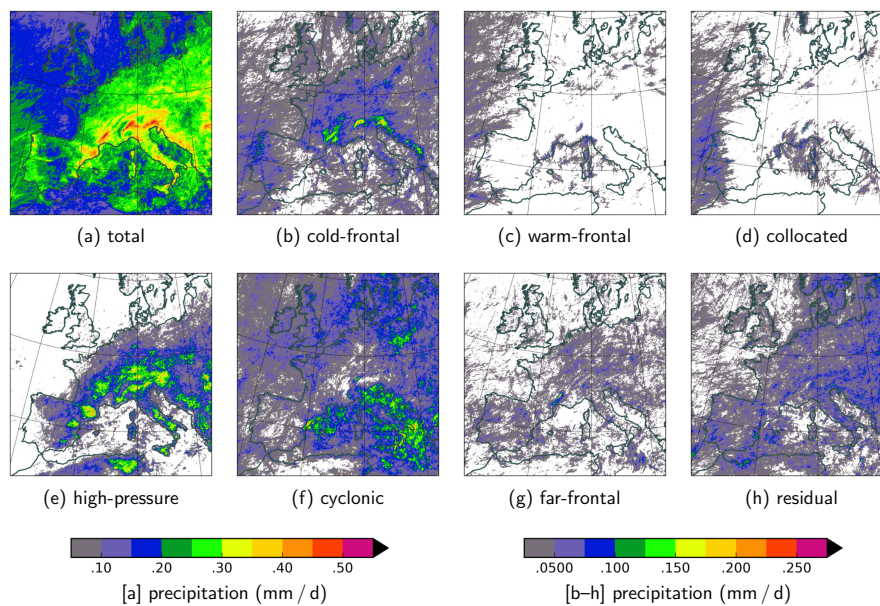 (a) total
(b) cold-frontal
(c) warm-frontal
(d) collocated
(e) high-pressure
(f) cyclonic
(g) far-frontal
(h) residual
.10 .20 .30 .40 .50
[a] precipitation (mm / d)
.0500 .100 .150 .200 .250
[b–h] precipitation (mm / d)